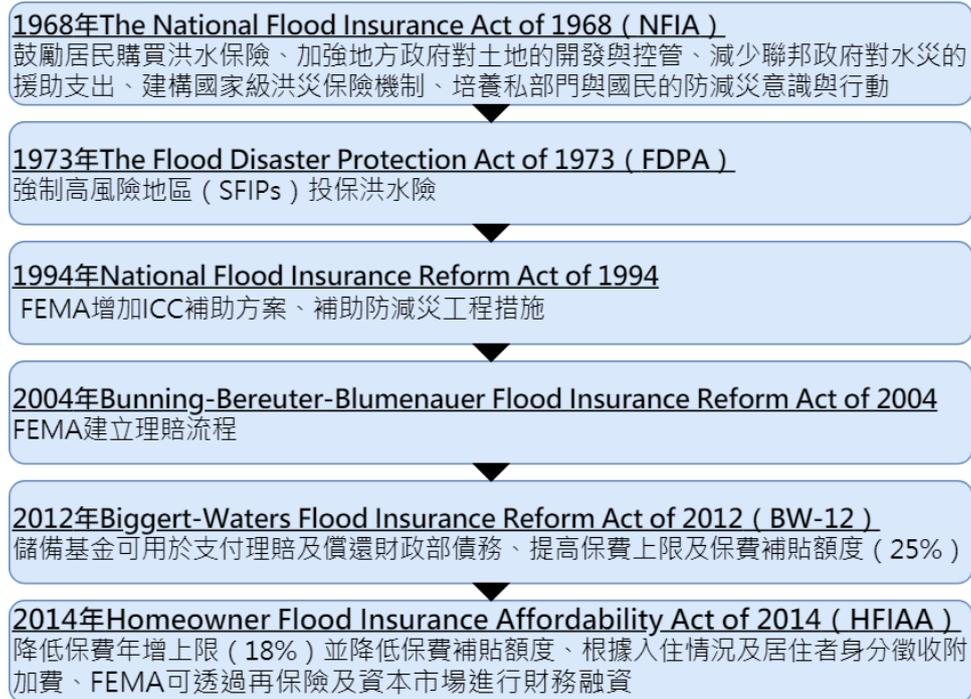 1968年The National Flood Insurance Act of 1968（NFIA）
鼓勵居民購買洪水保險、加強地方政府對土地的開發與控管、減少聯邦政府對水災的
援助支出、建構國家級洪災保險機制、培養私部門與國民的防減災意識與行動
1973年The Flood Disaster Protection Act of 1973（FDPA）
強制高風險地區（SFIPs）投保洪水險
1994年National Flood Insurance Reform Act of 1994
FEMA增加ICC補助方案、補助防減災工程措施
2004年Bunning-Bereuter-Blumenauer Flood Insurance Reform Act of 2004
FEMA建立理賠流程
2012年Biggert-Waters Flood Insurance Reform Act of 2012（BW-12）
儲備基金可用於支付理賠及償還財政部債務、提高保費上限及保費補貼額度（25%）
2014年Homeowner Flood Insurance Affordability Act of 2014（HFIAA）
降低保費年增上限（18%）並降低保費補貼額度、根據入住情況及居住者身分徵收附
加費、FEMA可透過再保險及資本市場進行財務融資